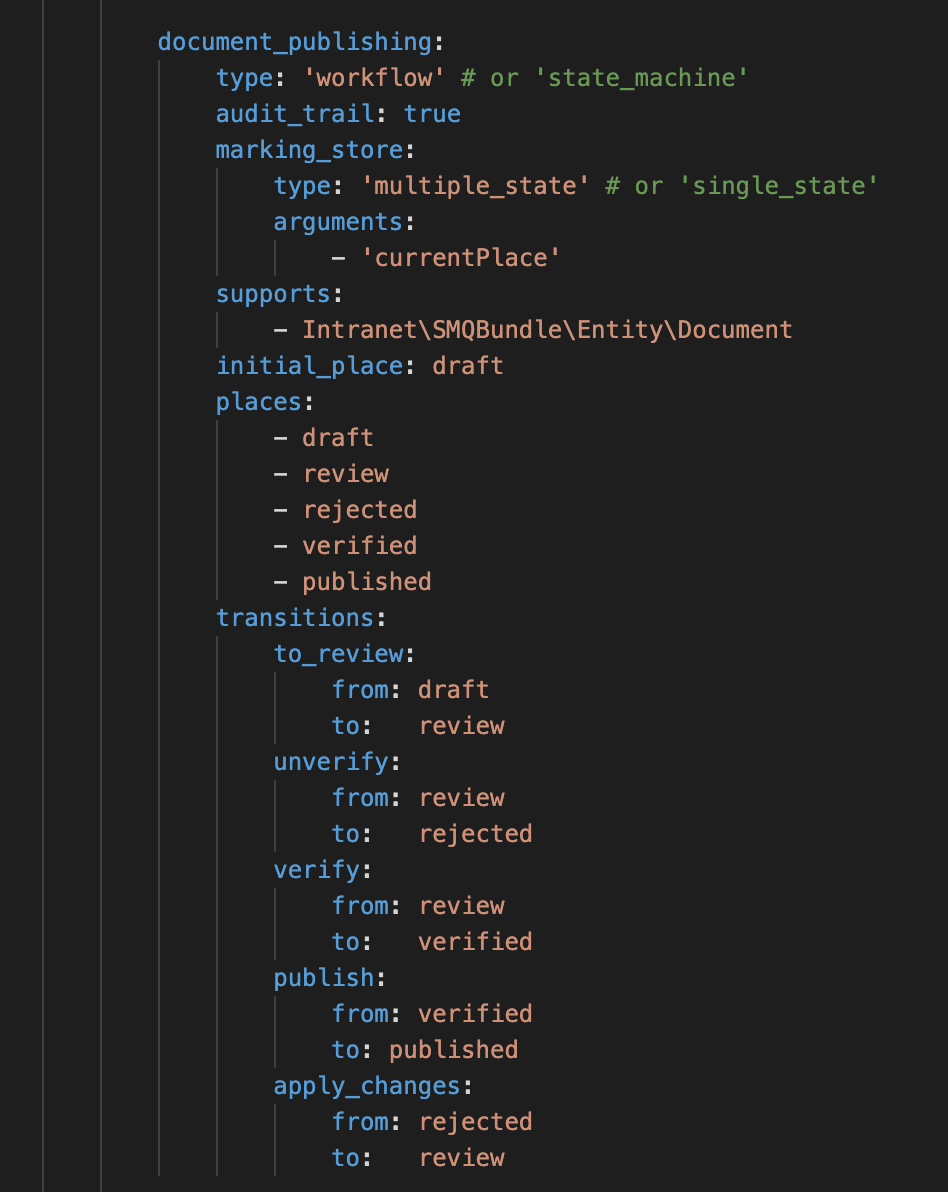 document_publishing:
type: 'workflow' # or 'state_machine'
audit_trail: true
marking_store:
type: 'multiple_state' # or 'single_state'
arguments:
- 'currentPlace'
supports:
- Intranet\SMQBundle\Entity\Document
initial_place: draft
places:
- draft
- review
- rejected
- verified
- published
transitions:
to_review:
from: draft
to:   review
unverify:
from: review
to:   rejected
verify:
from: review
to:   verified
publish:
from: verified
to: published
apply_changes:
from: rejected
to:   review